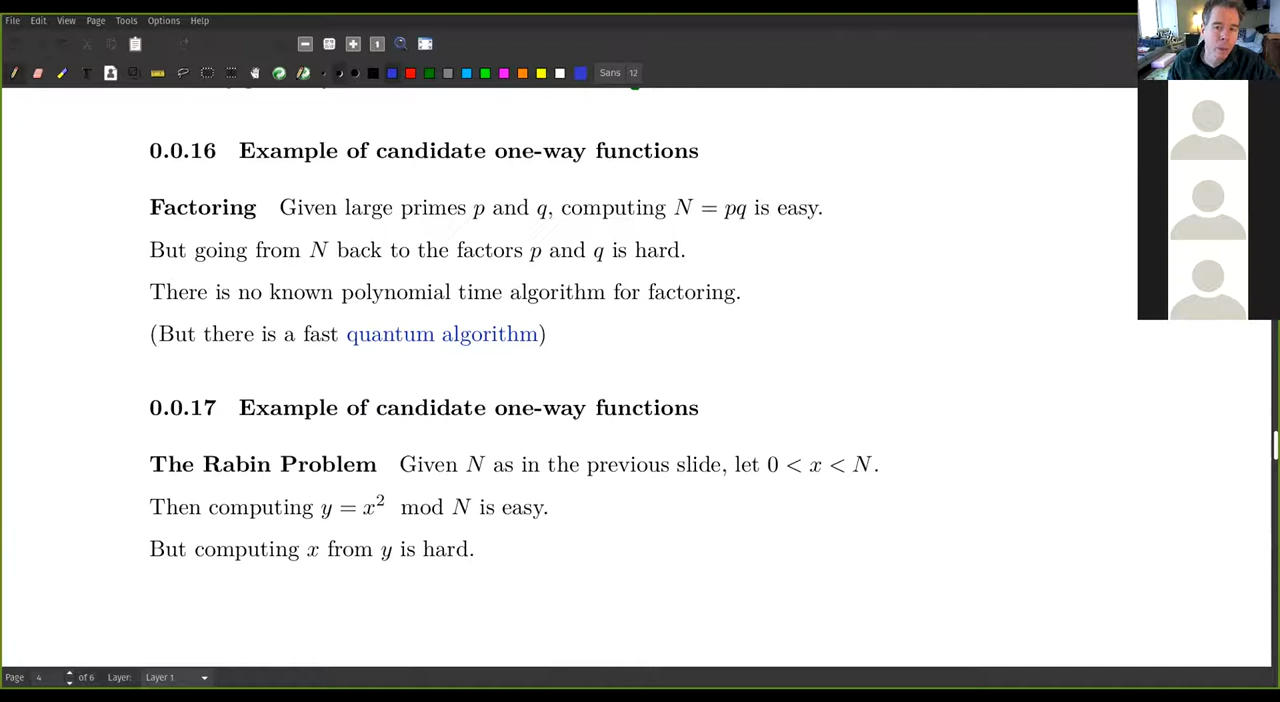 File Edit View Page Tools Options Help
Sans 12
0.0.16 Example of candidate one-way functions
Factoring Given large primes p and q, computing N = pq is easy.
But going from N back to the factors p and q is hard.
There is no known polynomial time algorithm for factoring.
(But there is a fast quantum algorithm)
0.0.17 Example of candidate one-way functions
The Rabin Problem Given N as in the previous slide, let 0 < x < N.
Then computing y = x² mod N is easy.
But computing x from y is hard.
Page 4 of 6 Layer: Layer 1